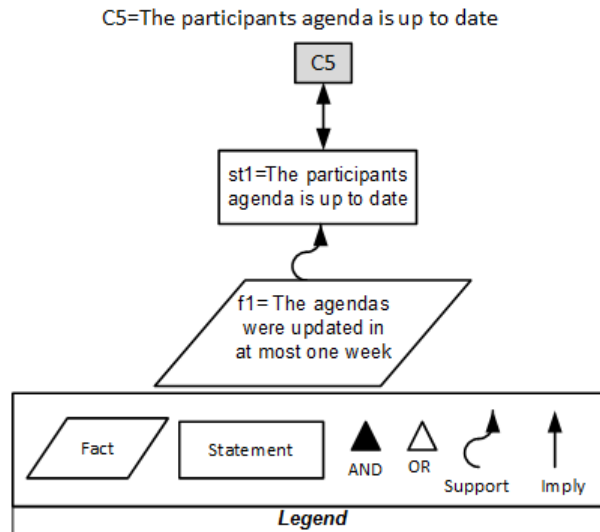 C5=The participants agenda is up to date
C5
st1=The participants
agenda is up to date
f1= The agendas
were updated in
at most one week
Fact
Statement
AND
OR
Support
Imply
Legend